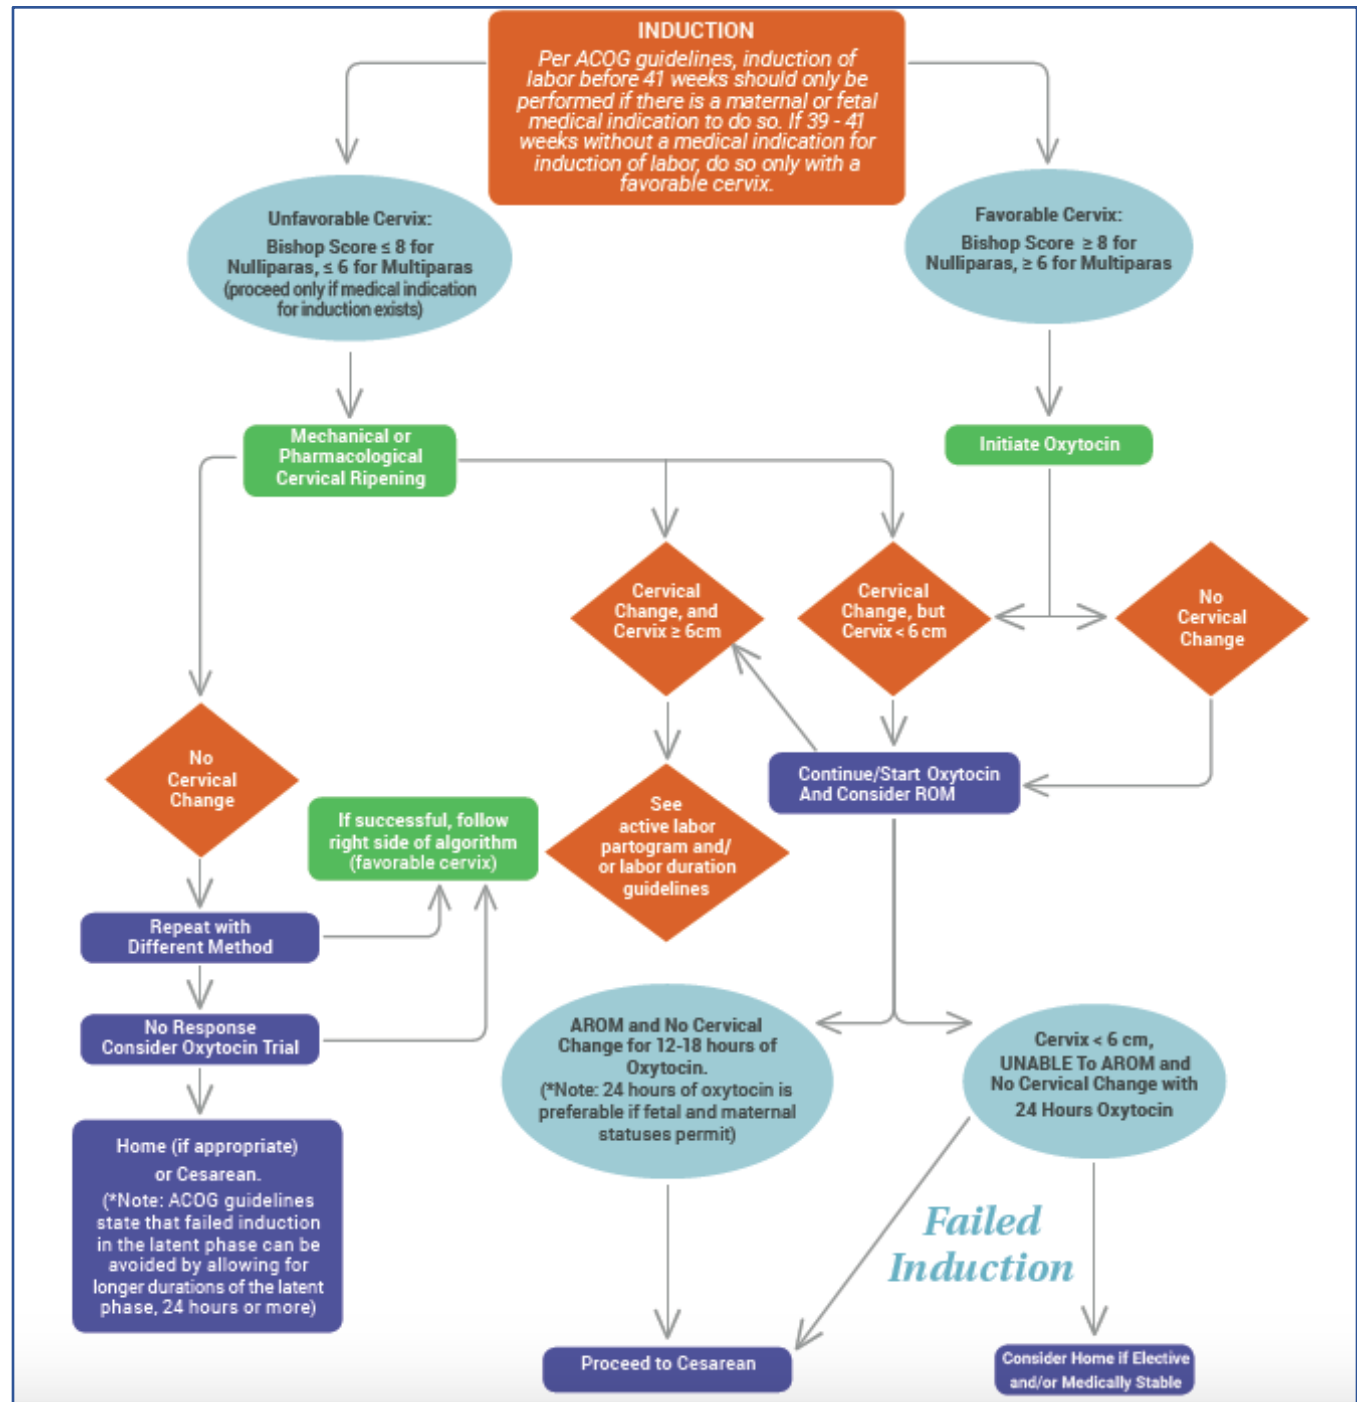 INDUCTION
Per ACOG guidelines, induction of
labor before 41 weeks should only be
performed if there is a maternal or fetal
medical indication to do so. If 39 - 41
weeks without a medical indication for
induction of labor, do so only with a
favorable cervix.
Unfavorable Cervix:
Bishop Score ≤ 8 for
Nulliparas, ≤ 6 for Multiparas
(proceed only if medical indication
for induction exists)
Favorable Cervix:
Bishop Score ≥ 8 for
Nulliparas, ≥ 6 for Multiparas
Mechanical or
Pharmacological
Cervical Ripening
Initiate Oxytocin
Cervical
Change, and
Cervix ≥ 6cm
Cervical
Change, but
Cervix < 6 cm
No
Cervical
Change
No
Cervical
Change
Continue/Start Oxytocin
And Consider ROM
If successful, follow
right side of algorithm
(favorable cervix)
See
active labor
partogram and/
or labor duration
guidelines
Repeat with
Different Method
No Response
Consider Oxytocin Trial
AROM and No Cervical
Change for 12-18 hours of
Oxytocin.
(*Note: 24 hours of oxytocin is
preferable if fetal and maternal
statuses permit)
Cervix < 6 cm,
UNABLE To AROM and
No Cervical Change with
24 Hours Oxytocin
Home (if appropriate)
or Cesarean.
(*Note: ACOG guidelines
state that failed induction
in the latent phase can be
avoided by allowing for
longer durations of the latent
phase, 24 hours or more)
Failed
Induction
Proceed to Cesarean
Consider Home if Elective
and/or Medically Stable